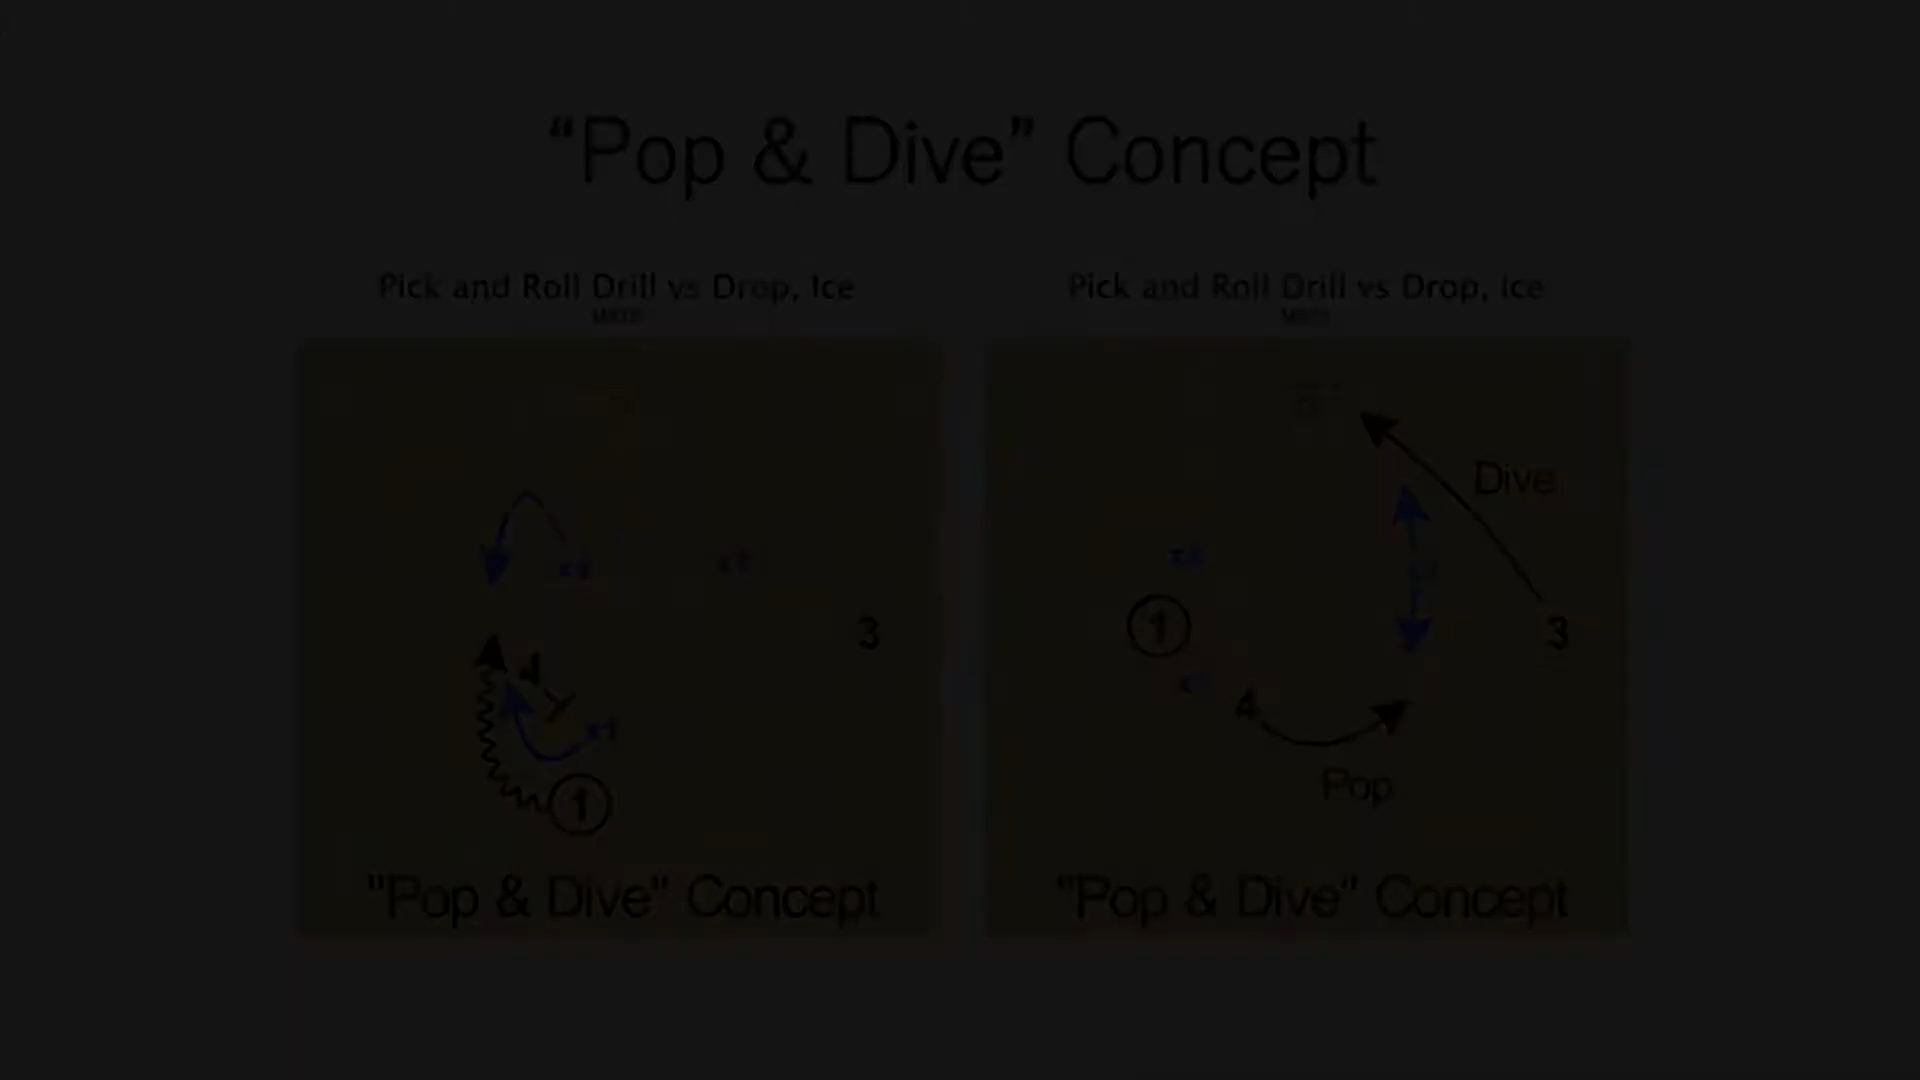 “Pop & Dive” Concept
Pick and Roll Drill vs Drop, Ice
Pick and Roll Drill vs Drop, Ice
3
4
x1
1
"Pop & Dive" Concept
Dive
1
3
4
Pop
"Pop & Dive" Concept